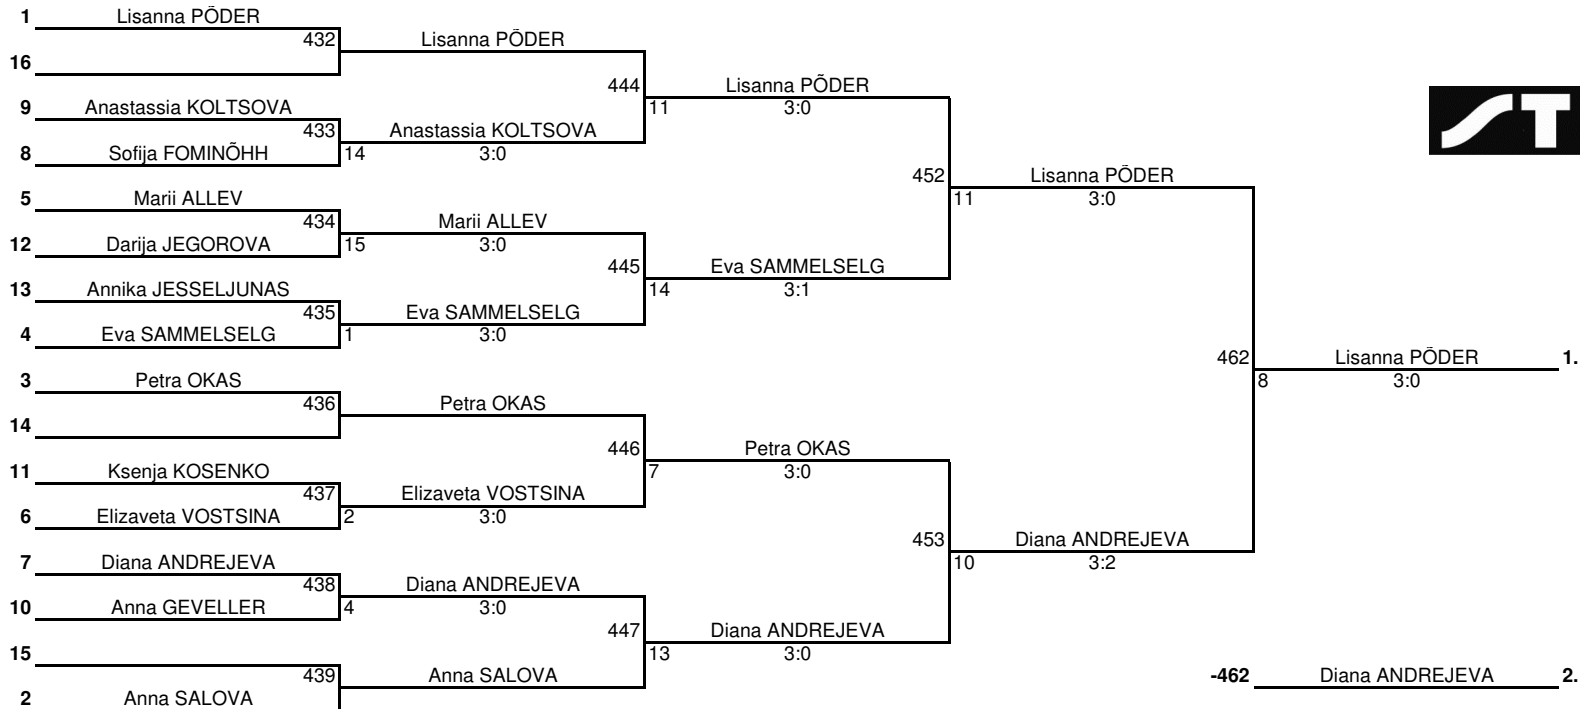 1 Lisanna PÕDER
432 Lisanna PÕDER
16
444 Lisanna PÕDER
9 Anastassia KOLTSOVA
11 3:0
433 Anastassia KOLTSOVA
8 Sofija FOMINÕHH 14 3:0
ST
452 Lisanna PÕDER
5 Marii ALLEV
11 3:0
434 Marii ALLEV
12 Darija JEGOROVA 15 3:0
445 Eva SAMMELSELG
13 Annika JESSELJUNAS
14 3:1
435 Eva SAMMELSELG
4 Eva SAMMELSELG 1 3:0
462 Lisanna PÕDER 1.
8 3:0
3 Petra OKAS
436 Petra OKAS
14
446 Petra OKAS
11 Ksenja KOSENKO
7 3:0
437 Elizaveta VOSTSINA
6 Elizaveta VOSTSINA 2 3:0
453 Diana ANDREJEVA
7 Diana ANDREJEVA
10 3:2
438 Diana ANDREJEVA
10 Anna GEVELLER 4 3:0
447 Diana ANDREJEVA
15
13 3:0
439 Anna SALOVA
-462 Diana ANDREJEVA 2.
2 Anna SALOVA